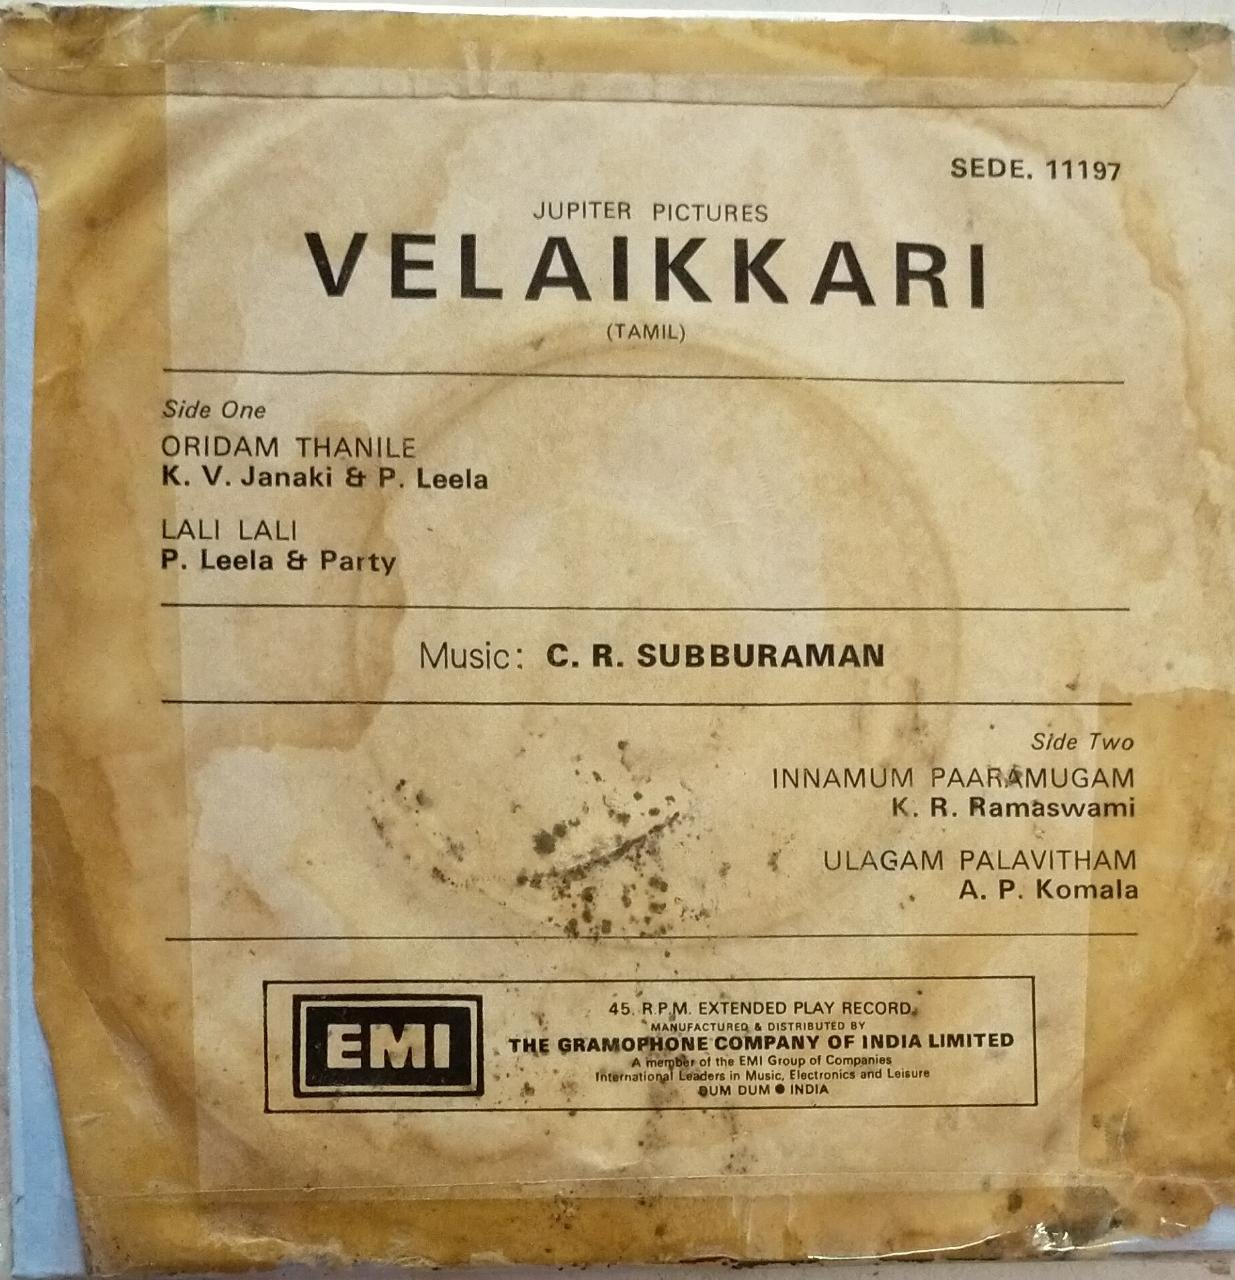 SEDE. 11197
JUPITER PICTURES
VELAIKKARI
(TAMIL)
Side One
ORIDAM THANILE
K. V. Janaki & P. Leela
LALI LALI
P. Leela & Party
Music: C. R. SUBBURAMAN
Side Two
INNAMUM PAARAMUGAM
K. R. Ramaswami
ULAGAM PALAVITHAM
A. P. Komala
EMI
45 R.P.M. EXTENDED PLAY RECORD
MANUFACTURED & DISTRIBUTED BY
THE GRAMOPHONE COMPANY OF INDIA LIMITED
A member of the EMI Group of Companies
International Leaders in Music, Electronics and Leisure
DUM DUM ● INDIA